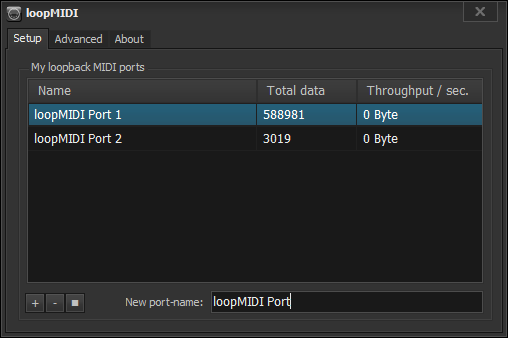 loopMIDI
Setup Advanced About
My loopback MIDI ports
Name Total data Throughput / sec.
loopMIDI Port 1 588981 0 Byte
loopMIDI Port 2 3019 0 Byte
+ - ■ New port-name: loopMIDI Port